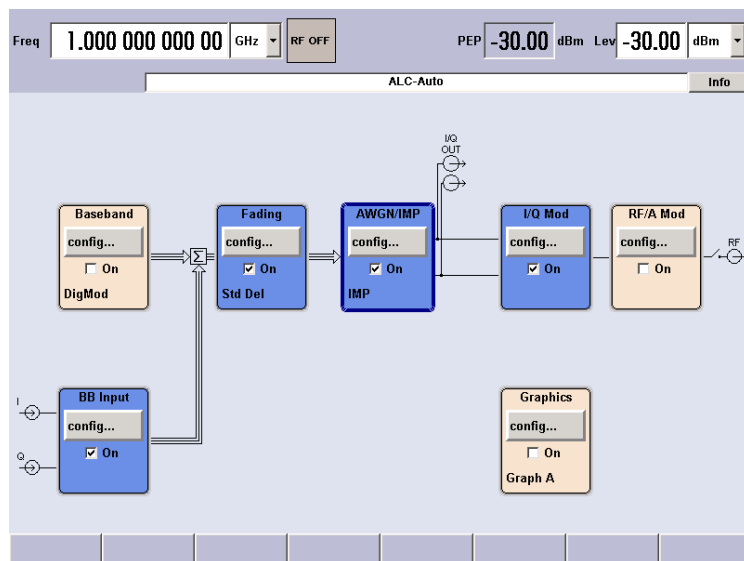 Freq 1.000 000 000 00 GHz RF OFF PEP -30.00 dBm Lev -30.00 dBm
ALC-Auto Info
I/Q
OUT
Baseband Fading AWGN/IMP I/Q Mod RF/A Mod
config... config... config... config... config...
Σ
On On On On On
RF
DigMod Std Del IMP
BB Input Graphics
I
config... config...
On On
Q
Graph A